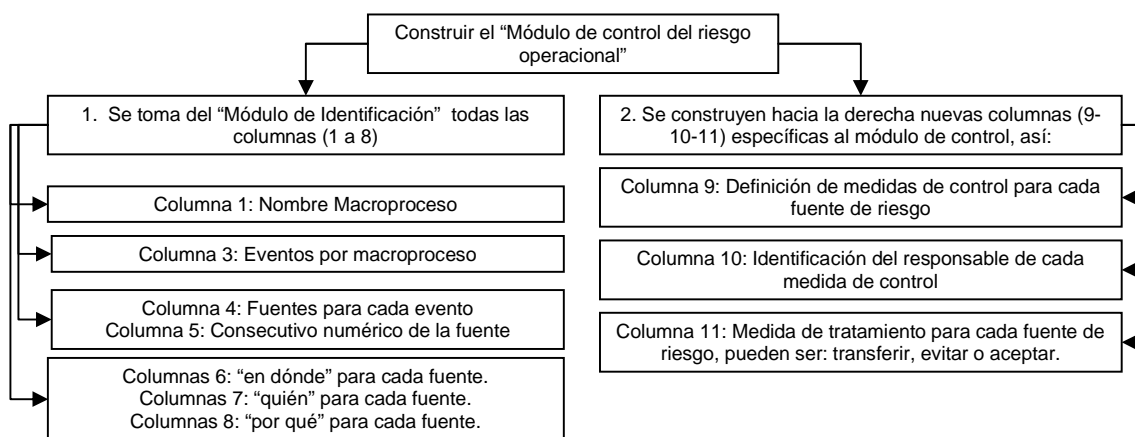 Construir el “Módulo de control del riesgo
operacional”
1. Se toma del “Módulo de Identificación” todas las
columnas (1 a 8)
Columna 1: Nombre Macroproceso
Columna 3: Eventos por macroproceso
Columna 4: Fuentes para cada evento
Columna 5: Consecutivo numérico de la fuente
Columnas 6: “en dónde” para cada fuente.
Columnas 7: “quién” para cada fuente.
Columnas 8: “por qué” para cada fuente.
2. Se construyen hacia la derecha nuevas columnas (9-
10-11) específicas al módulo de control, así:
Columna 9: Definición de medidas de control para cada
fuente de riesgo
Columna 10: Identificación del responsable de cada
medida de control
Columna 11: Medida de tratamiento para cada fuente de
riesgo, pueden ser: transferir, evitar o aceptar.